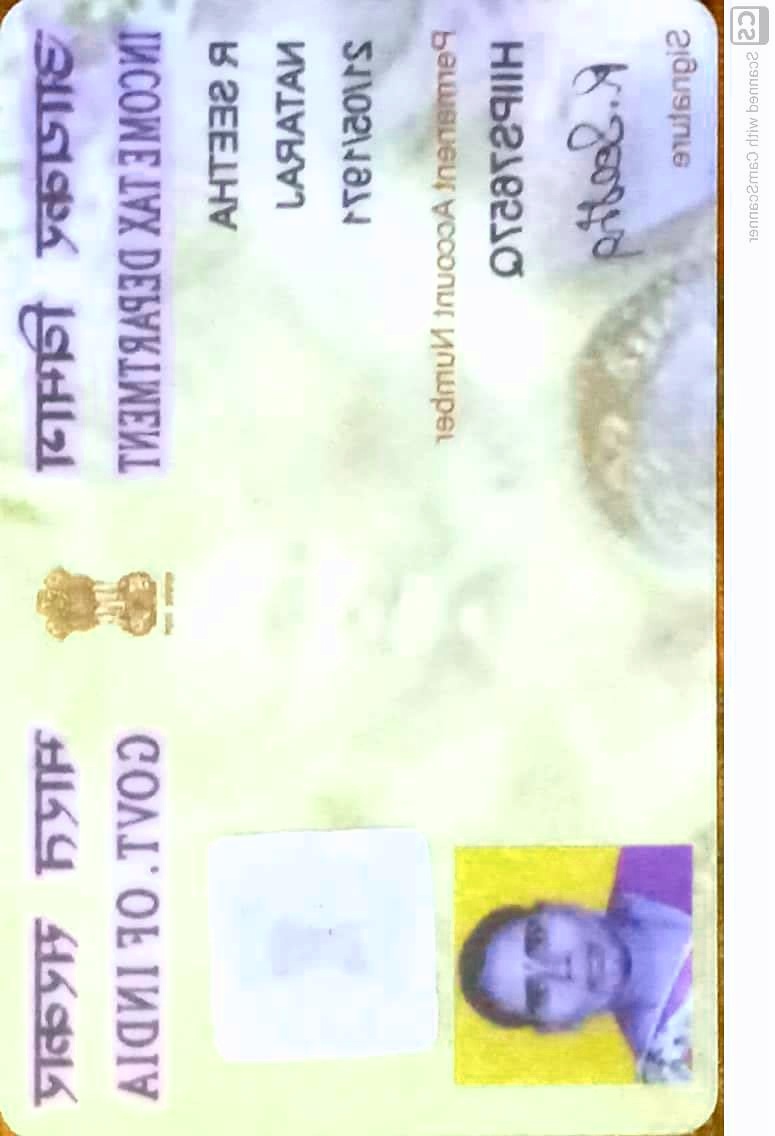 आयकर विभाग
INCOME TAX DEPARTMENT
भारत सरकार
GOVT. OF INDIA
R SEETHA
NATARAJ
21/05/1971
Permanent Account Number
R. Seetha
Signature
CS Scanned with CamScanner